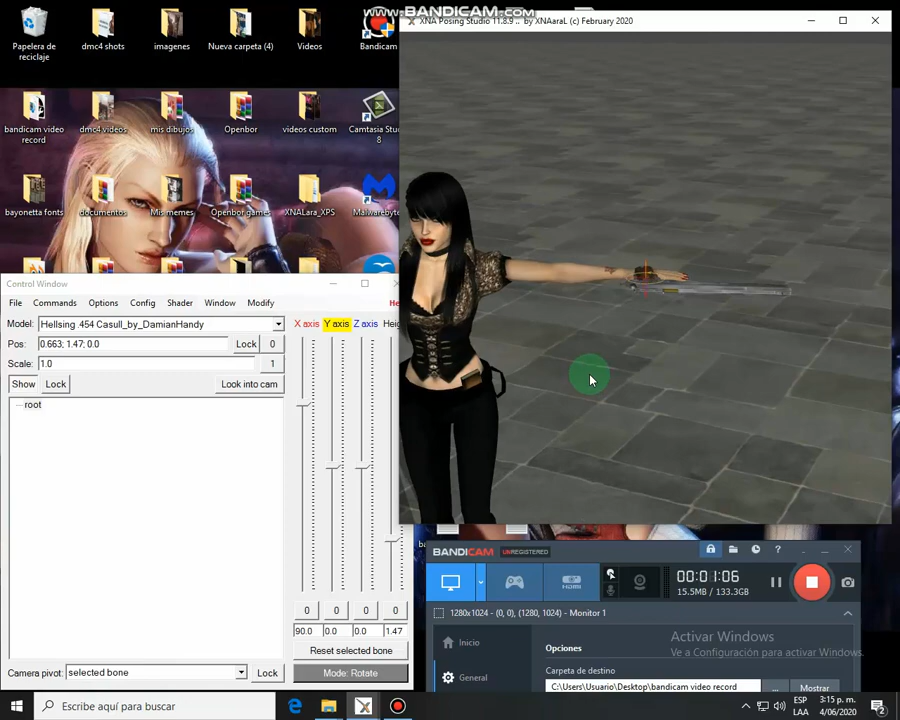 www.BANDICAM.com
XNA Posing Studio 11.8.9 .. by XNAaraL (c) February 2020
Papelera de reciclaje
dmc4 shots
imagenes
Nueva carpeta (4)
Videos
Bandicam
bandicam video record
dmc4 videos
mis dibujos
Openbor
videos custom
Camtasia Stud
8
bayonetta fonts
documentos
Mis memes
Openbor games
XNALara_XPS
Malwarebyte
Control Window
File Commands Options Config Shader Window Modify He
Model: Hellsing .454 Casull_by_DamianHandy
X axis Y axis Z axis Heig
Pos: 0.663; 1.47; 0.0 Lock 0
Scale: 1.0 1
Show Lock Look into cam
root
0 0 0 0
90.0 0.0 0.0 1.47
Reset selected bone
Camera pivot: selected bone Lock Mode: Rotate
BANDICAM UNREGISTERED
HDMI
00:01:06
15.5MB / 133.3GB
1280x1024 - (0, 0), (1280, 1024) - Monitor 1
Inicio
General
Opciones
Carpeta de destino
C:\Users\Usuario\Desktop\bandicam video record ... Mostrar
Activar Windows
Ve a Configuración para activar Windows.
Escribe aquí para buscar
ESP
LAA
3:15 p. m.
4/06/2020
2